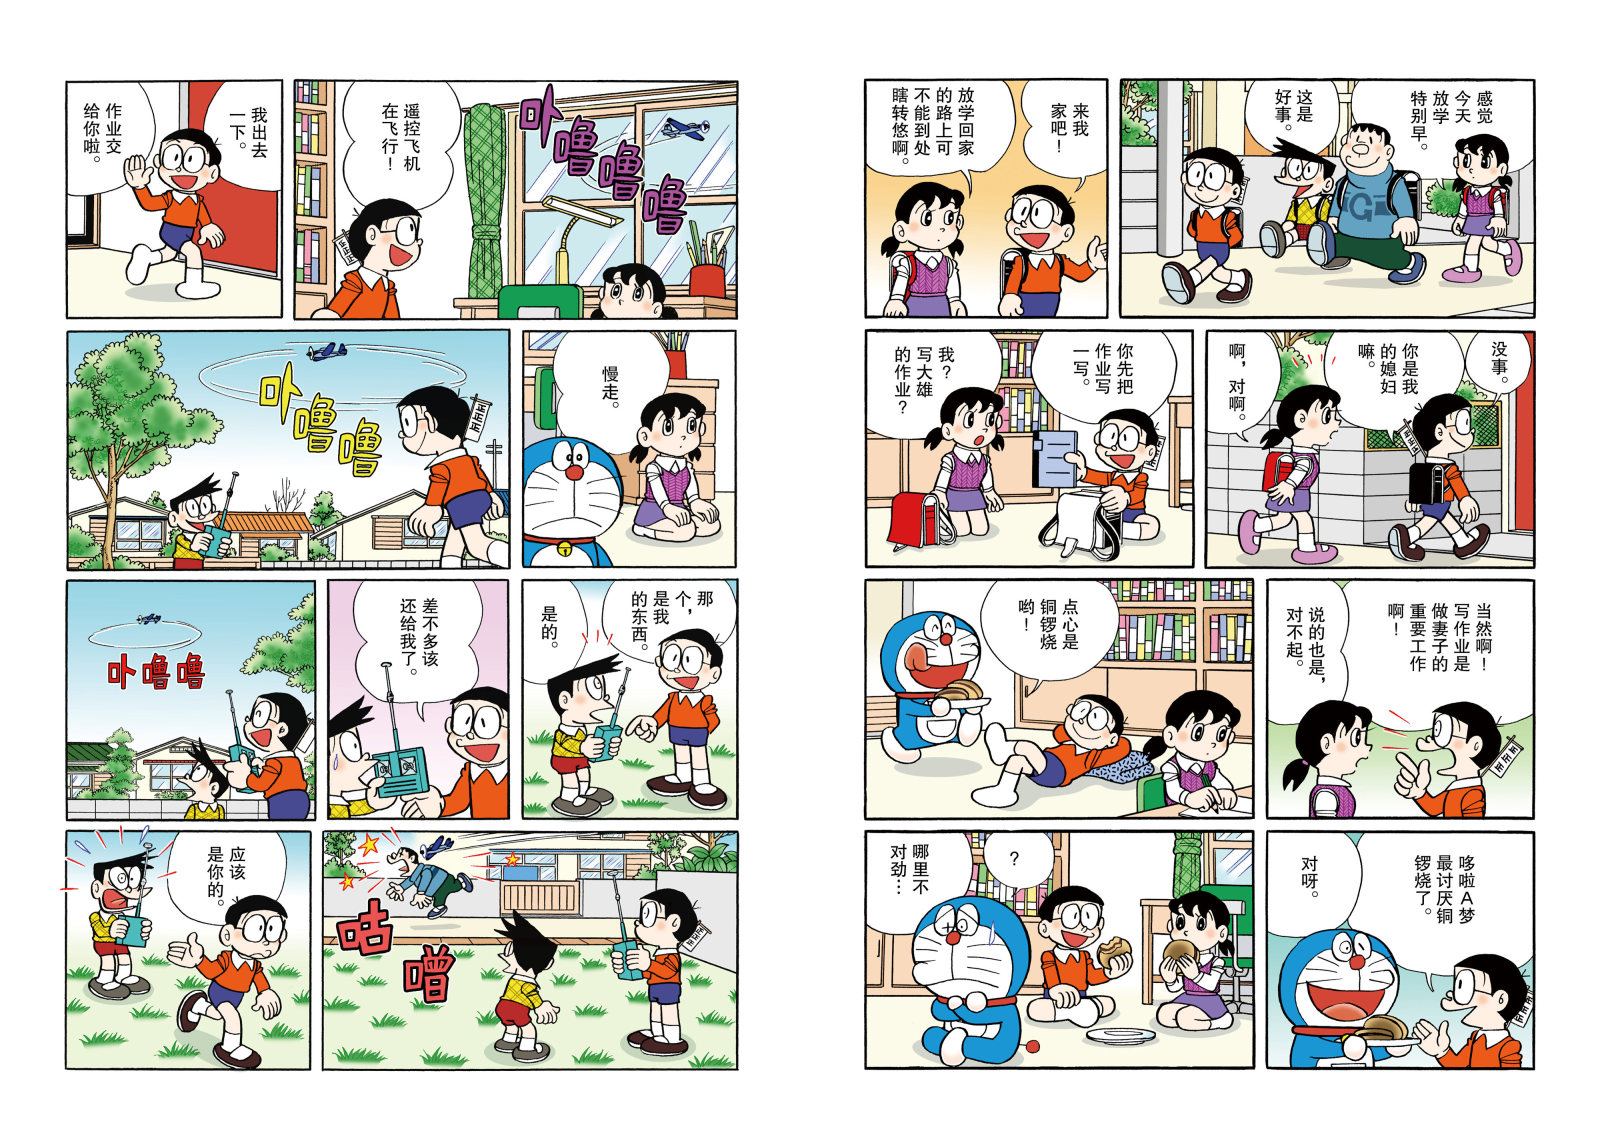 感觉
今天
放学
特别早。
这是
好事。
G
来我
家吧！
放学回家
的路上可
不能到处
瞎转悠啊。
没事。
你是我
的媳妇
嘛。
啊，对啊。
你先把
作业写
一写。
我？
写大雄
的作业？
当然啊！
写作业是
做妻子的
重要工作
啊！
说的也是，
对不起。
点心是
铜锣烧
哟！
哆啦A梦
最讨厌铜
锣烧了。
对呀。
？
哪里不
对劲…
卜噜噜噜
遥控飞机
在飞行！
我出去
一下。
作业交
给你啦。
慢走。
卜噜噜
那
个，
是我
的东西。
是的。
差不多该
还给我了。
卜噜噜
咕噌
应该
是你的。